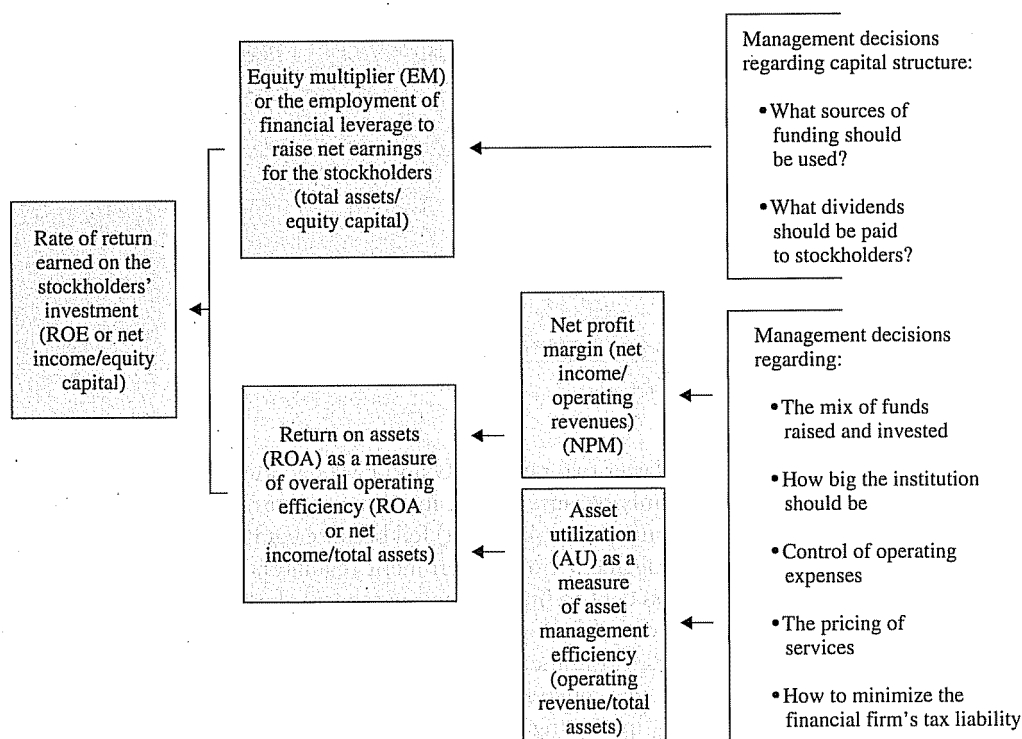 Equity multiplier (EM)
or the employment of
financial leverage to
raise net earnings
for the stockholders
(total assets/
equity capital)
Management decisions
regarding capital structure:
•What sources of
funding should
be used?
•What dividends
should be paid
to stockholders?
Rate of return
earned on the
stockholders'
investment
(ROE or net
income/equity
capital)
Return on assets
(ROA) as a measure
of overall operating
efficiency (ROA
or net
income/total assets)
Net profit
margin (net
income/
operating
revenues)
(NPM)
Asset
utilization
(AU) as a
measure
of asset
management
efficiency
(operating
revenue/total
assets)
Management decisions
regarding:
•The mix of funds
raised and invested
•How big the institution
should be
•Control of operating
expenses
•The pricing of
services
•How to minimize the
financial firm's tax liability